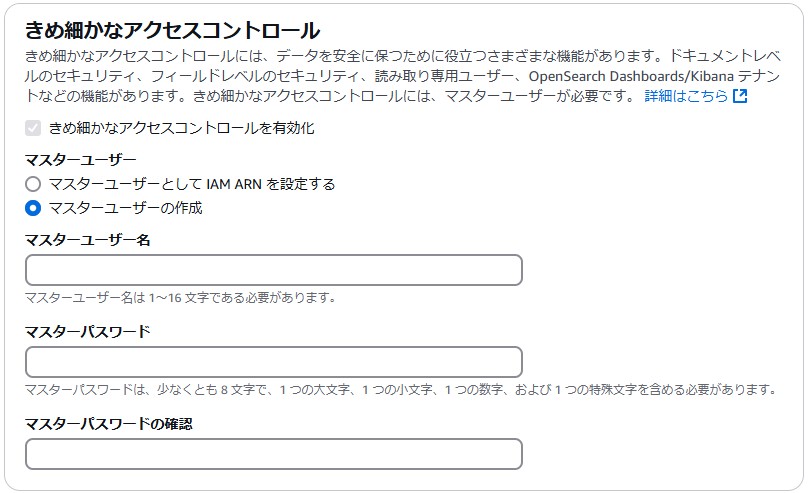 きめ細かなアクセスコントロール
きめ細かなアクセスコントロールには、データを安全に保つために役立つさまざまな機能があります。ドキュメントレベ
ルのセキュリティ、フィールドレベルのセキュリティ、読み取り専用ユーザー、OpenSearch Dashboards/Kibana テナン
トなどの機能があります。きめ細かなアクセスコントロールには、マスターユーザーが必要です。 詳細はこちら
きめ細かなアクセスコントロールを有効化
マスターユーザー
マスターユーザーとして IAM ARN を設定する
マスターユーザーの作成
マスターユーザー名
マスターユーザー名は 1～16 文字である必要があります。
マスターパスワード
マスターパスワードは、少なくとも 8 文字で、1 つの大文字、1 つの小文字、1 つの数字、および 1 つの特殊文字を含める必要があります。
マスターパスワードの確認